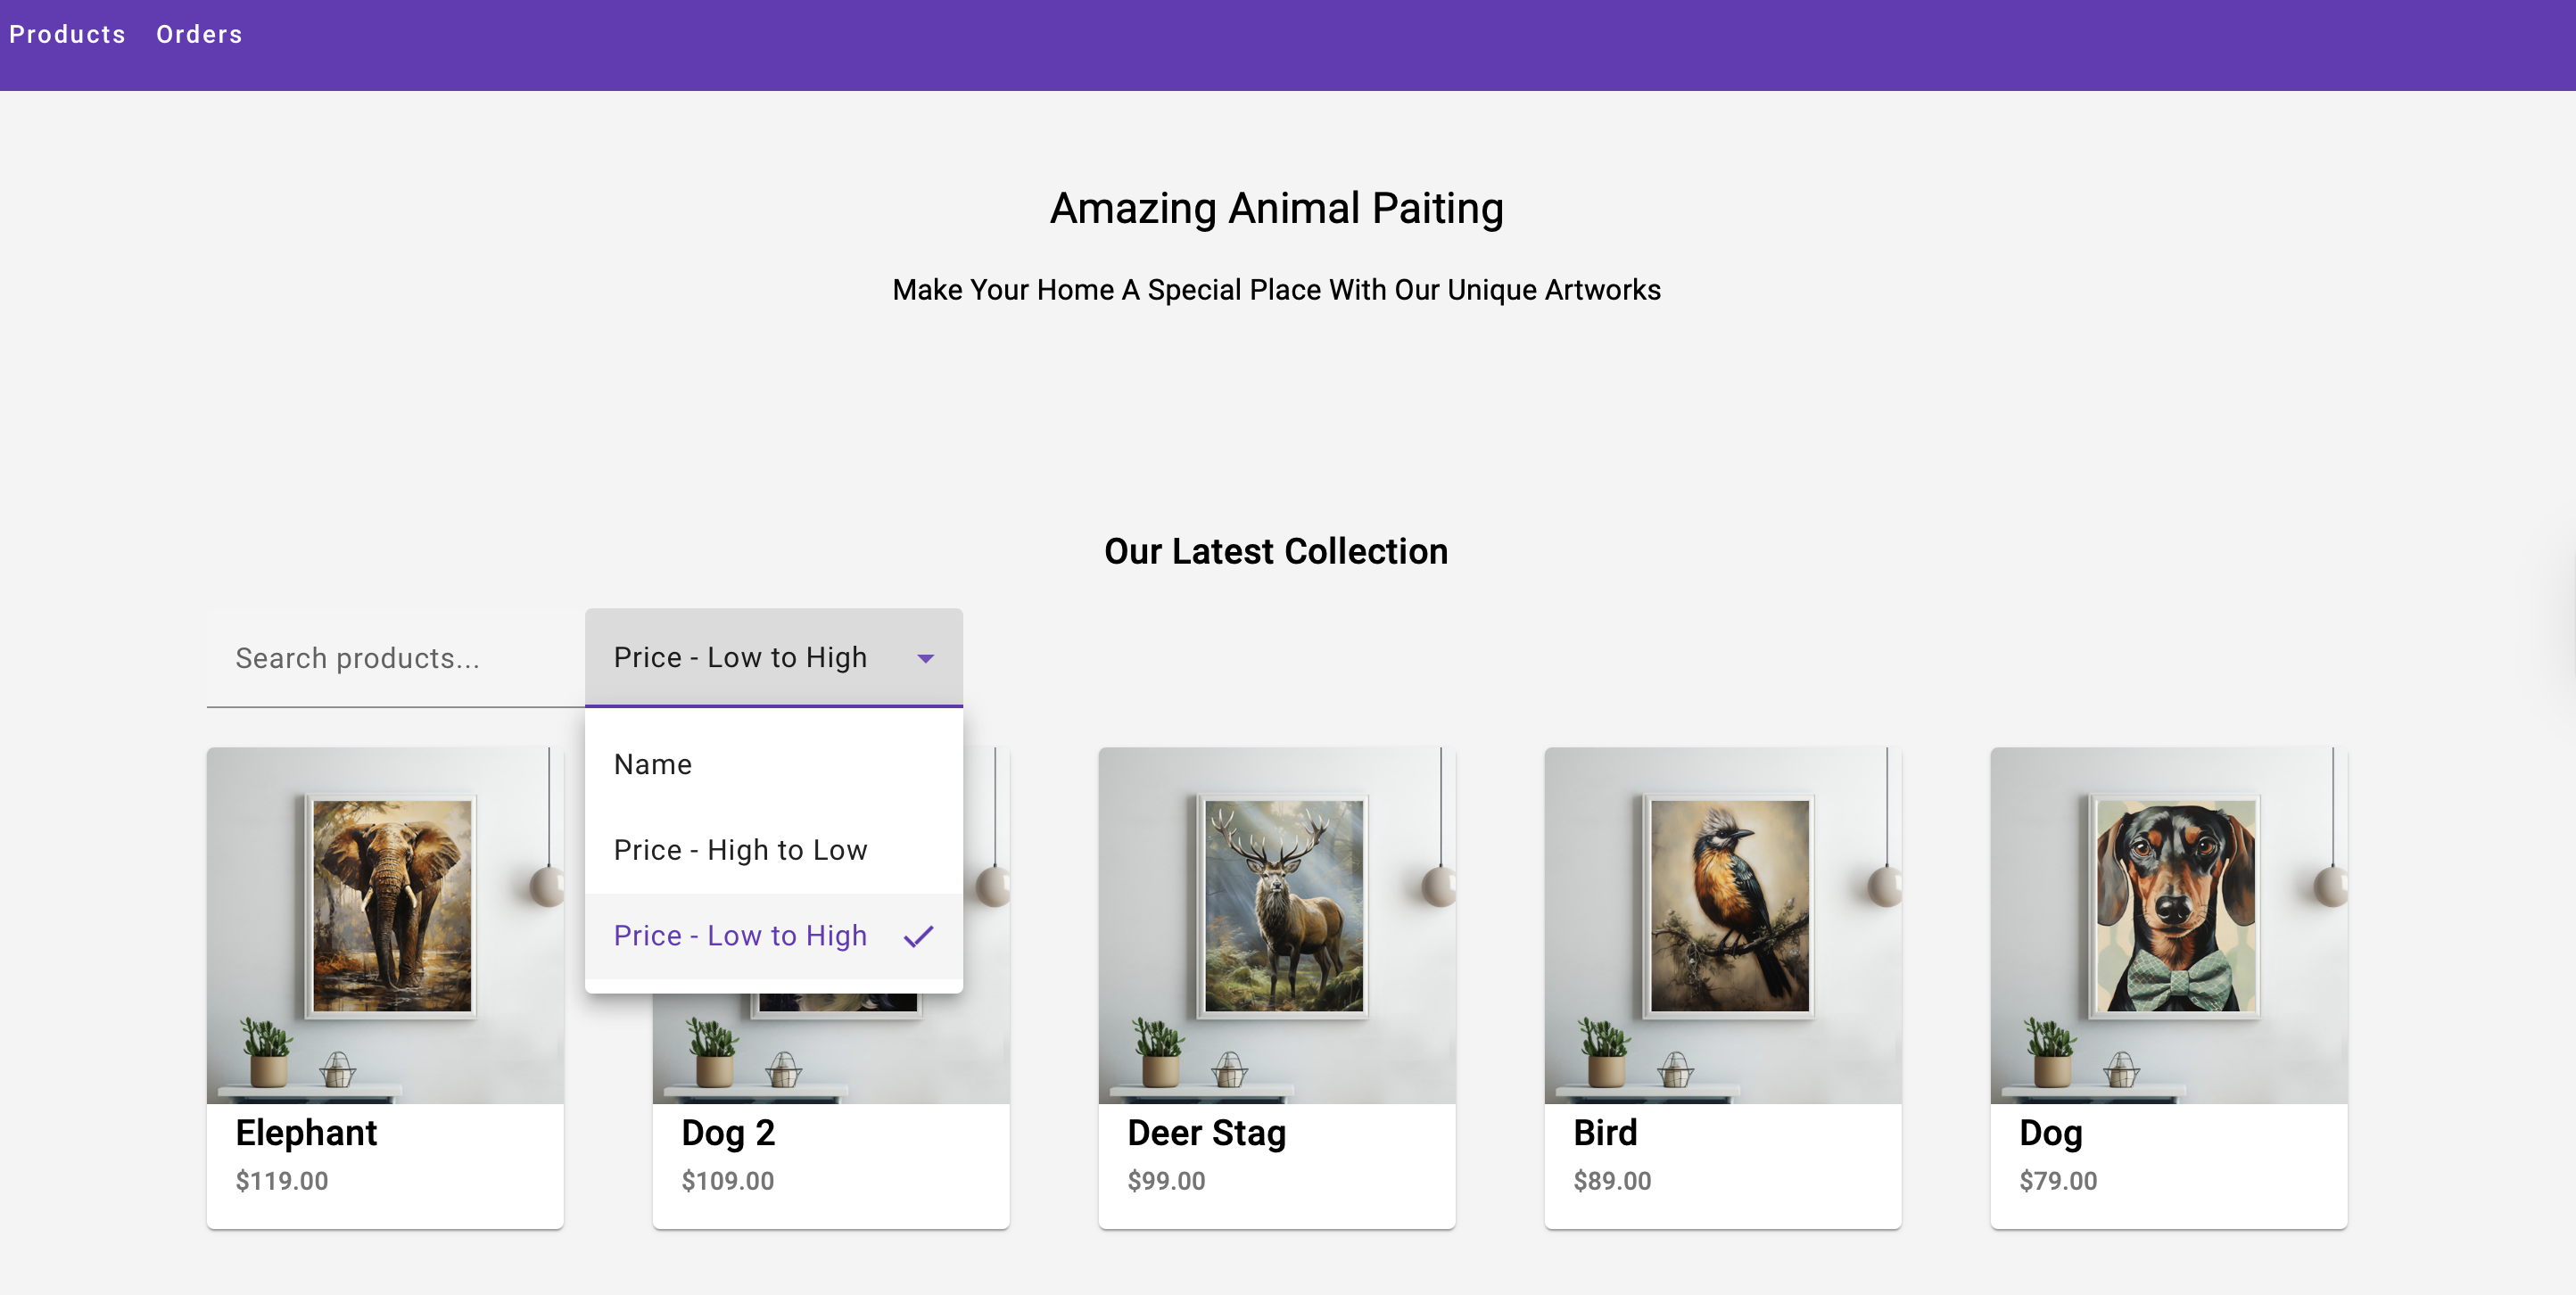 Products Orders
Amazing Animal Paiting
Make Your Home A Special Place With Our Unique Artworks
Our Latest Collection
Search products...
Price - Low to High
Name
Price - High to Low
Price - Low to High
Elephant
$119.00
Dog 2
$109.00
Deer Stag
$99.00
Bird
$89.00
Dog
$79.00